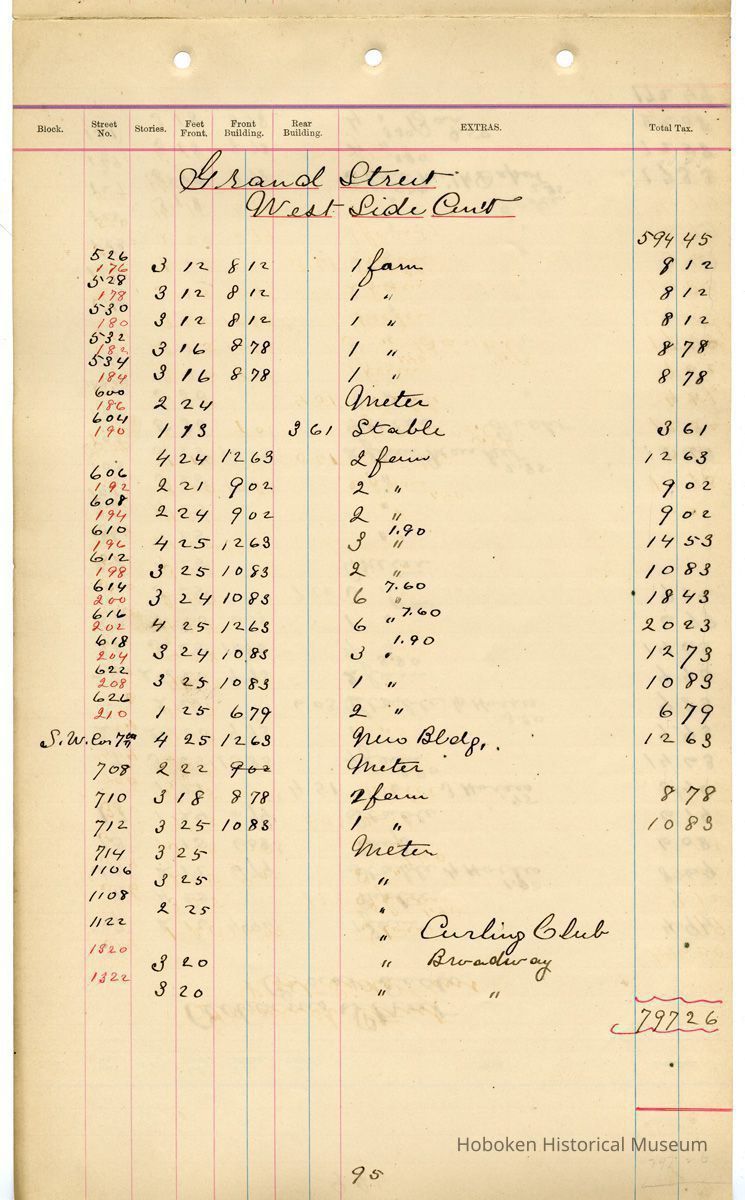 Block. Street No. Stories. Feet Front. Front Building. Rear Building. EXTRAS. Total Tax.
Grand Street
West Side Con't
594 45
526 176 3 12 8 12 1 fam 8 12
528 178 3 12 8 12 1 " 8 12
530 180 3 12 8 12 1 " 8 12
532 182 3 16 8 78 1 " 8 78
534 184 3 16 8 78 1 " 8 78
600 186 2 24 Meter
604 190 1 13 3 61 Stable 3 61
4 24 12 63 2 fam 12 63
606 192 2 21 9 02 2 " 9 02
608 194 2 24 9 02 2 " 9 02
610 196 4 25 12 63 3 " 1.90 14 53
612 198 3 25 10 83 2 " 10 83
614 200 3 24 10 83 6 " 7.60 18 43
616 202 4 25 12 63 6 " 7.60 20 23
618 204 3 24 10 83 3 " 1.90 12 73
622 208 3 25 10 83 1 " 10 83
626 210 1 25 6 79 2 " 6 79
S.W. Cor 7th 4 25 12 63 New Bldg. 12 63
708 2 22 9 02 Meter
710 3 18 8 78 2 fam 8 78
712 3 25 10 83 1 " 10 83
714 3 25 Meter
1106 3 25 "
1108 2 25 "
1122 " Curling Club
1320 3 20 " Broadway
1322 3 20 " "
797 26
95
Hoboken Historical Museum